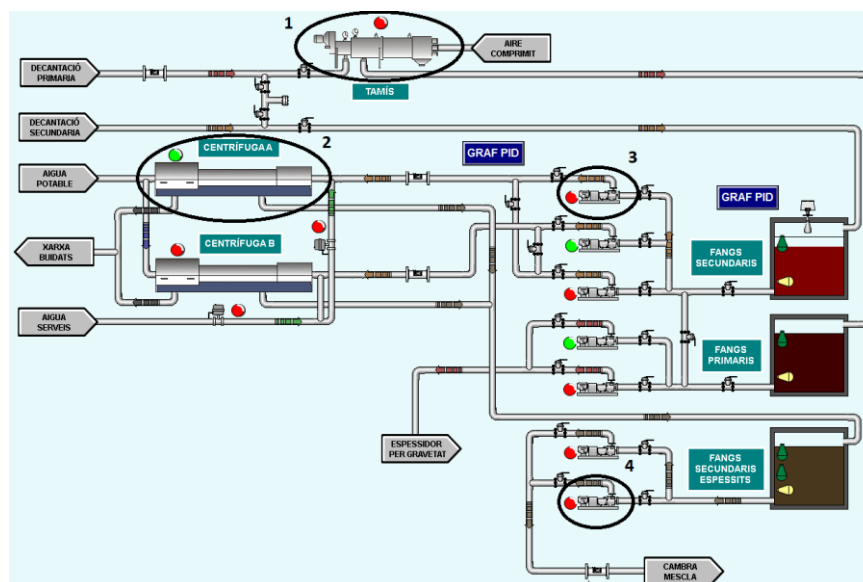 1
AIRE
COMPRIMIT
DECANTACIÓ
PRIMARIA
TAMÍS
DECANTACIÓ
SECUNDARIA
CENTRÍFUGA A
2
GRAF PID
3
AIGUA
POTABLE
GRAF PID
XARXA
BUIDATS
CENTRÍFUGA B
FANGS
SECUNDARIS
AIGUA
SERVEIS
FANGS
PRIMARIS
ESPESSIDOR
PER GRAVETAT
4
FANGS
SECUNDARIS
ESPESSITS
CAMBRA
MESCLA